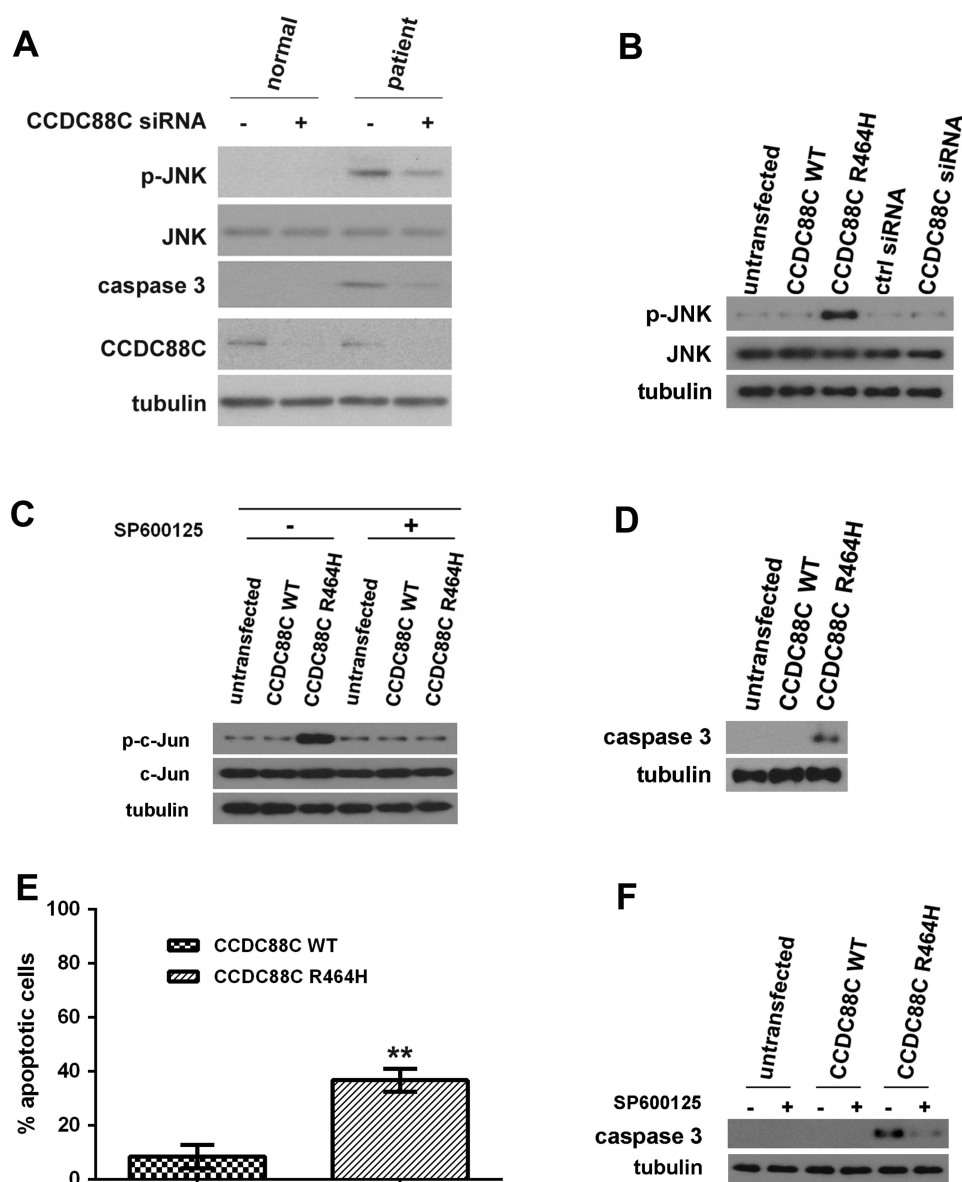 A
normal patient
CCDC88C siRNA - + - +
p-JNK
JNK
caspase 3
CCDC88C
tubulin
B
untransfected
CCDC88C WT
CCDC88C R464H
ctrl siRNA
CCDC88C siRNA
p-JNK
JNK
tubulin
C
SP600125 - +
untransfected
CCDC88C WT
CCDC88C R464H
untransfected
CCDC88C WT
CCDC88C R464H
p-c-Jun
c-Jun
tubulin
D
untransfected
CCDC88C WT
CCDC88C R464H
caspase 3
tubulin
E
% apoptotic cells
100
80
60
40
20
0
CCDC88C WT
CCDC88C R464H
**
F
untransfected
CCDC88C WT
CCDC88C R464H
SP600125 - + - + - +
caspase 3
tubulin